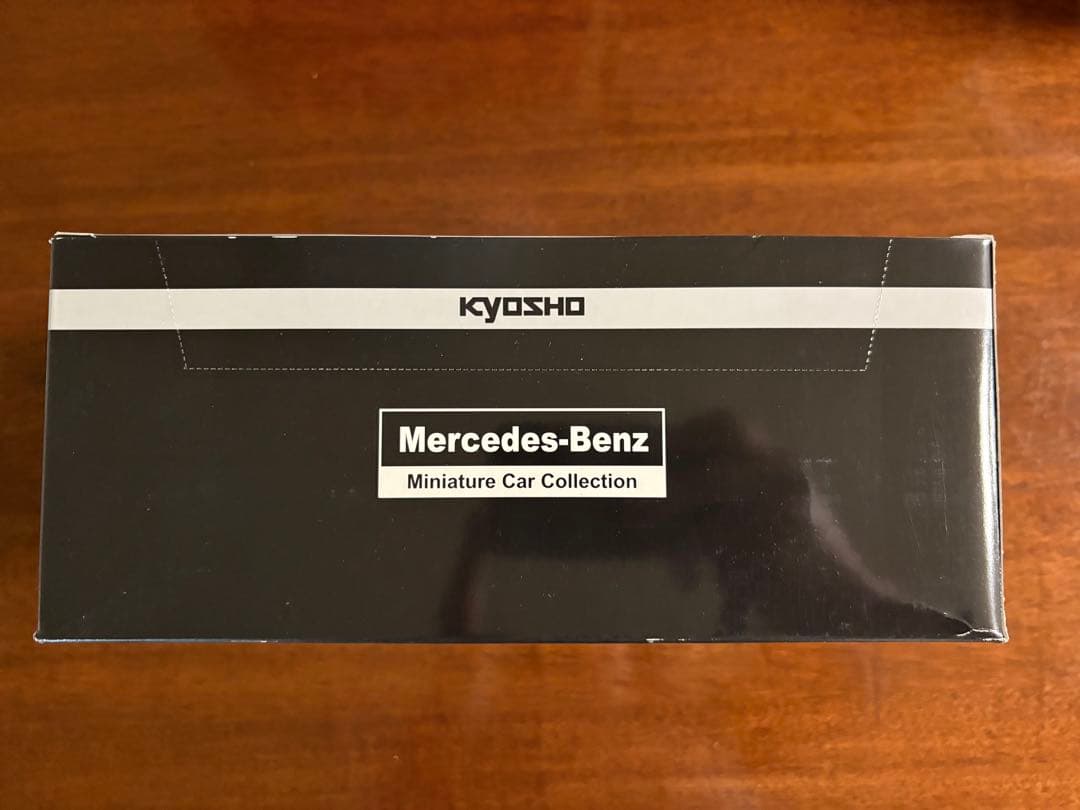 KYOSHO
Mercedes-Benz
Miniature Car Collection